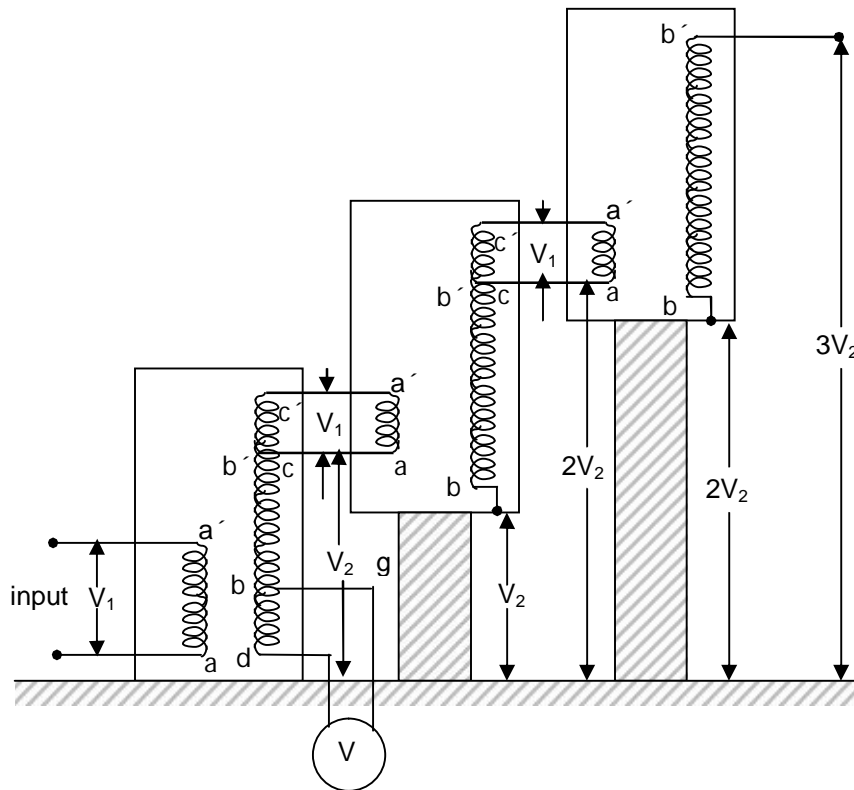 b´
a´
c´
V₁
b´
c
a
b
3V₂
a´
c´
V₁
b´
c
a
b
2V₂
2V₂
a´
V₂
g
b
V₂
input
V₁
a
d
V